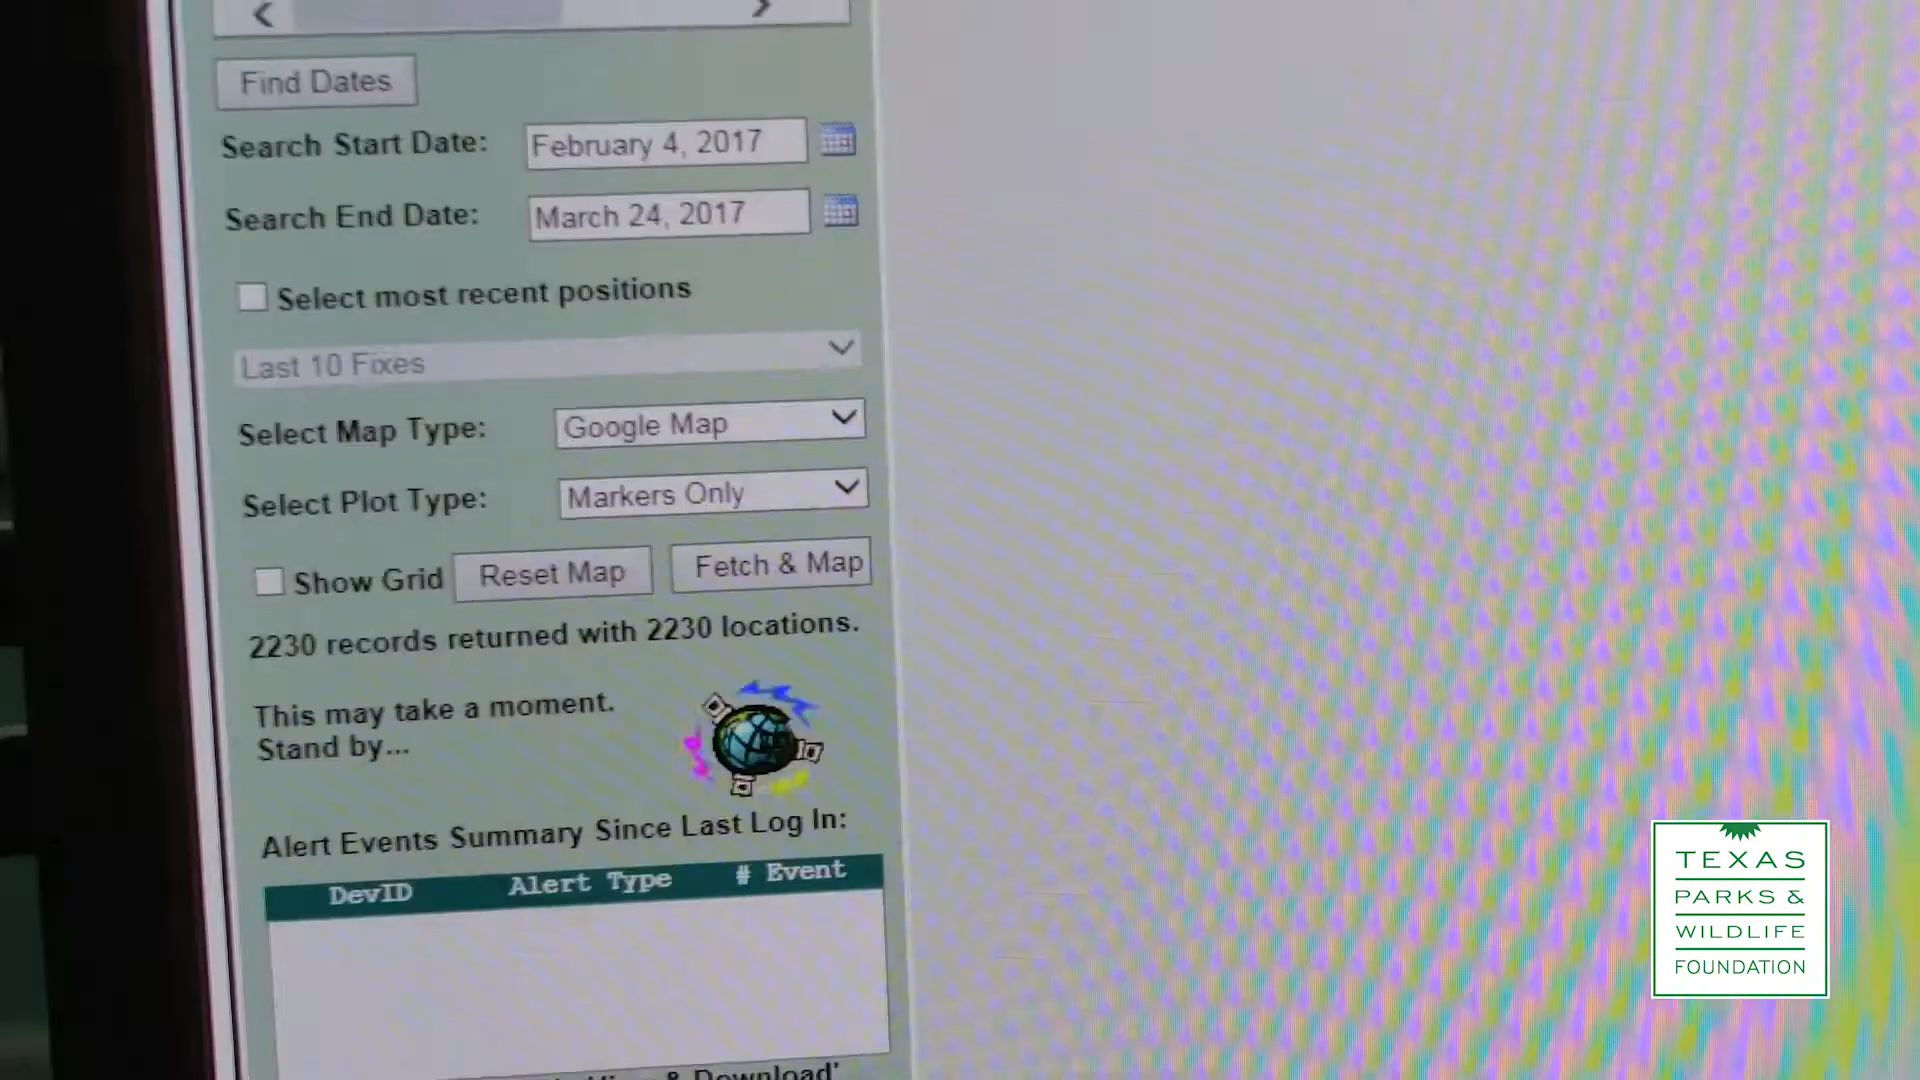 Find Dates
Search Start Date: February 4, 2017
Search End Date: March 24, 2017
Select most recent positions
Last 10 Fixes
Select Map Type: Google Map
Select Plot Type: Markers Only
Show Grid Reset Map Fetch & Map
2230 records returned with 2230 locations.
This may take a moment.
Stand by...
Alert Events Summary Since Last Log In:
DevID Alert Type # Event
& Download'
TEXAS
PARKS &
WILDLIFE
FOUNDATION